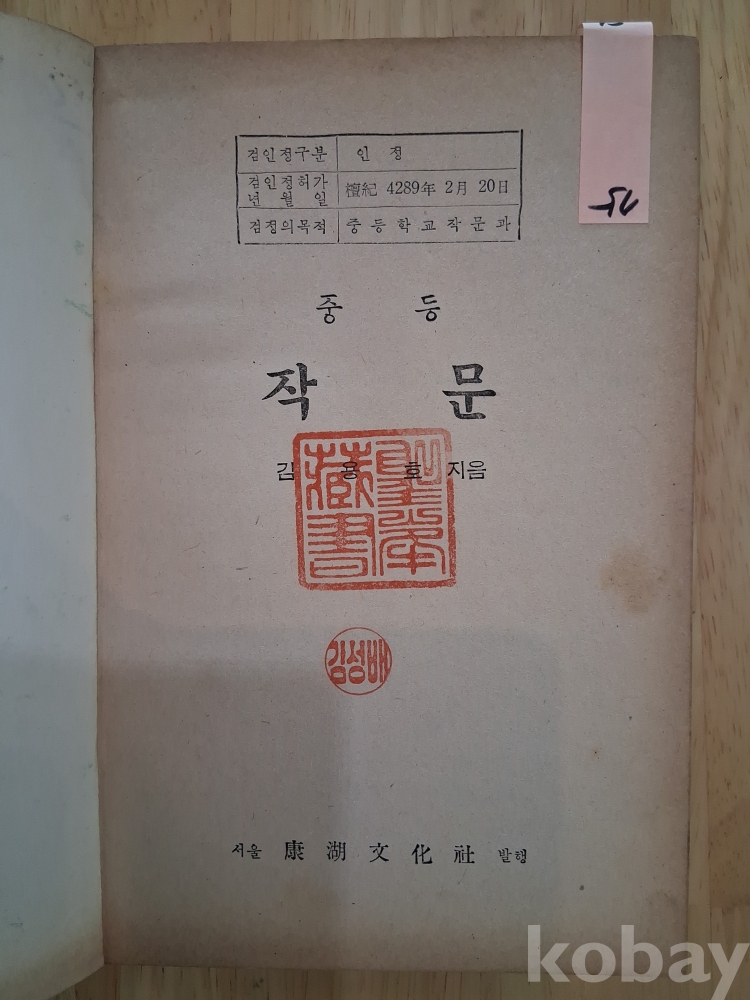 검인정구분 인 정
검인정허가
년 월 일 檀紀 4289年 2月 20日
검정의목적 중등학교작문과
중 등
작 문
김 용 호 지음
藏書
김성배
서울 康湖文化社 발행
kobay